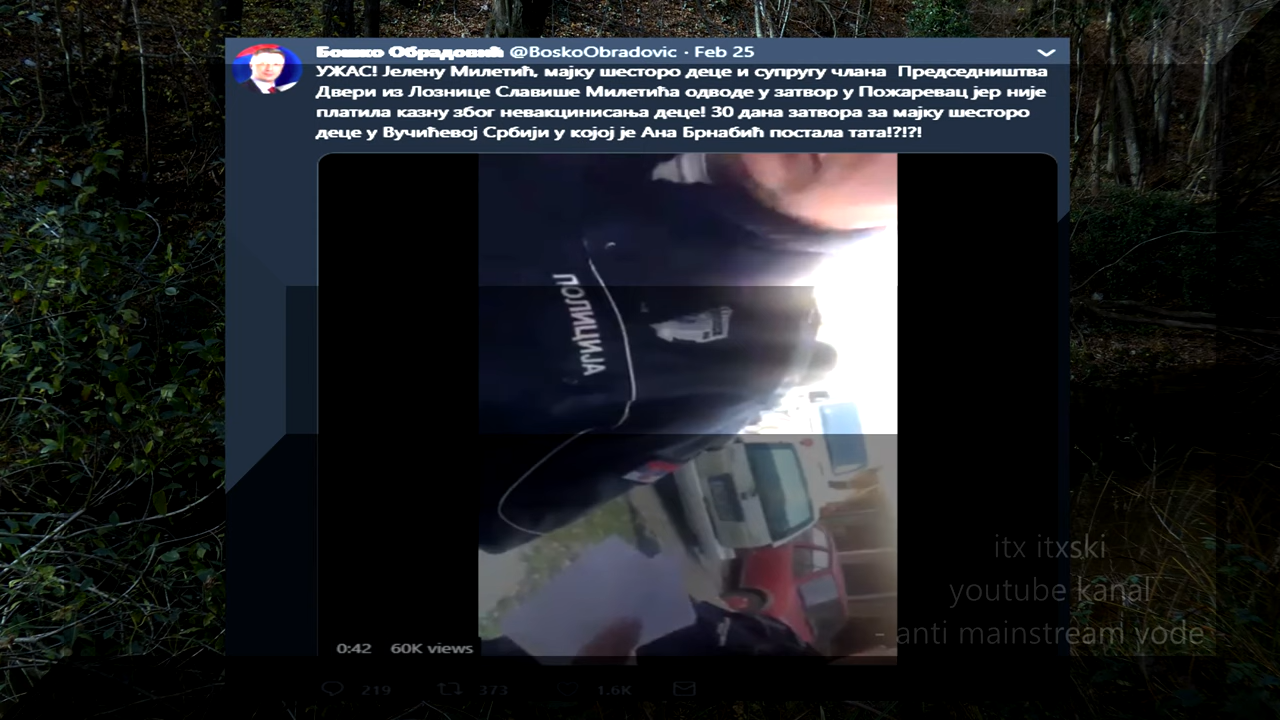 Бошко Обрадовић @BoskoObradovic · Feb 25
УЖАС! Јелену Милетић, мајку шесторо деце и супругу члана Председништва
Двери из Лознице Славише Милетића одводе у затвор у Пожаревац јер није
платила казну због невакцинисања деце! 30 дана затвора за мајку шесторо
деце у Вучићевој Србији у којој је Ана Брнабић постала тата!?!?!
ПОЛИЦИЈА
0:42 60K views
219 373 1.6K
itx itxski
youtube kanal
- anti mainstream vode